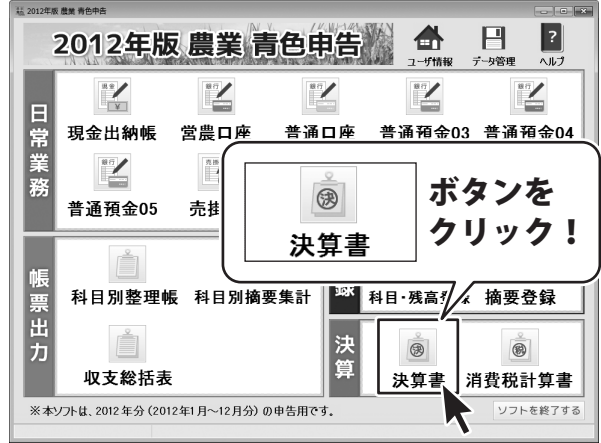 2012年版 農業 青色申告
2012年版 農業 青色申告
ユーザ情報 データ管理 ヘルプ
日常業務
現金出納帳 営農口座 普通口座 普通預金03 普通預金04
普通預金05 売掛
決算書
ボタンを
クリック！
帳票出力
科目別整理帳 科目別摘要集計
録
科目・残高登録 摘要登録
収支総括表
決算
決算書 消費税計算書
※本ソフトは、2012年分(2012年1月～12月分)の申告用です。
ソフトを終了する